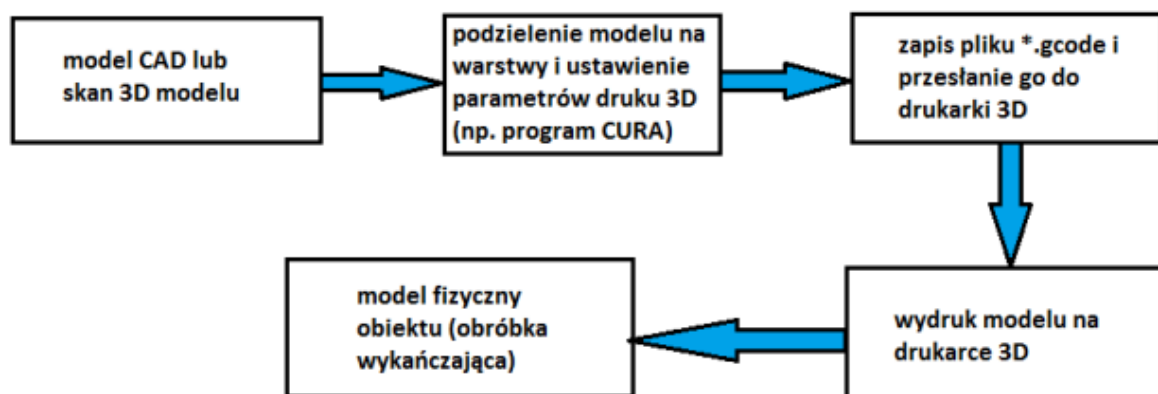 model CAD lub
skan 3D modelu
podzielenie modelu na
warstwy i ustawienie
parametrów druku 3D
(np. program CURA)
zapis pliku *.gcode i
przesłanie go do
drukarki 3D
wydruk modelu na
drukarce 3D
model fizyczny
obiektu (obróbka
wykańczająca)